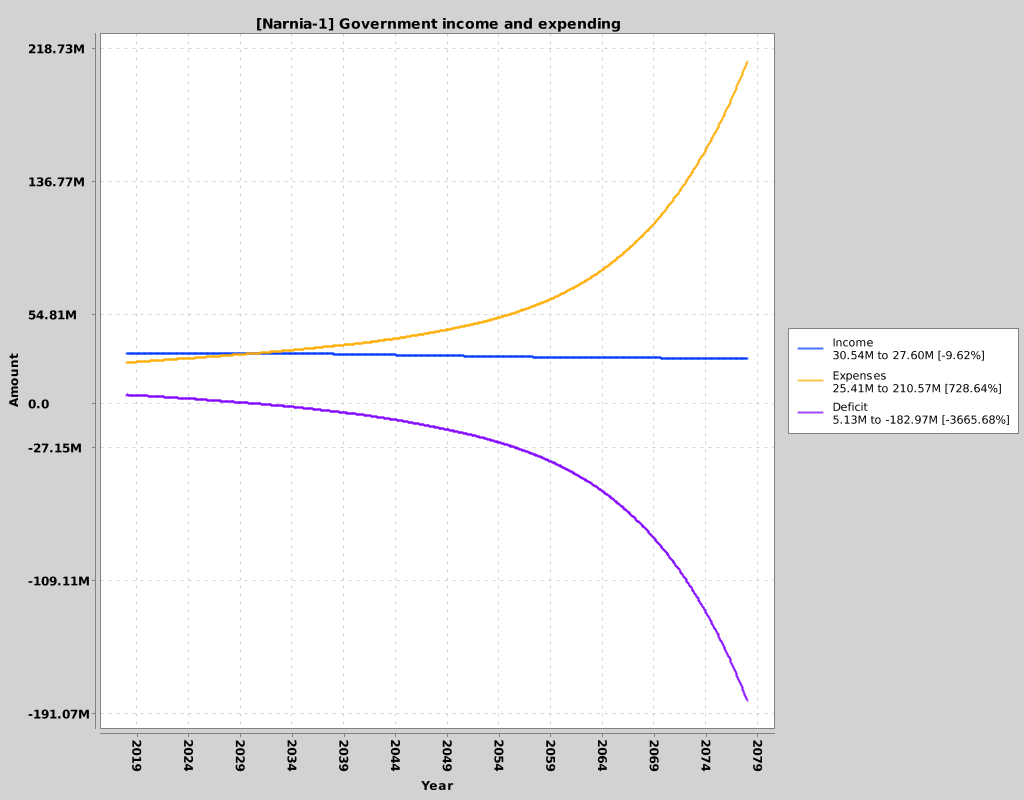 [Narnia-1] Government income and expending
218.73M
136.77M
54.81M
0.0
-27.15M
-109.11M
-191.07M
Amount
2019
2024
2029
2034
2039
2044
2049
2054
2059
2064
2069
2074
2079
Year
Income
30.54M to 27.60M [-9.62%]
Expenses
25.41M to 210.57M [728.64%]
Deficit
5.13M to -182.97M [-3665.68%]